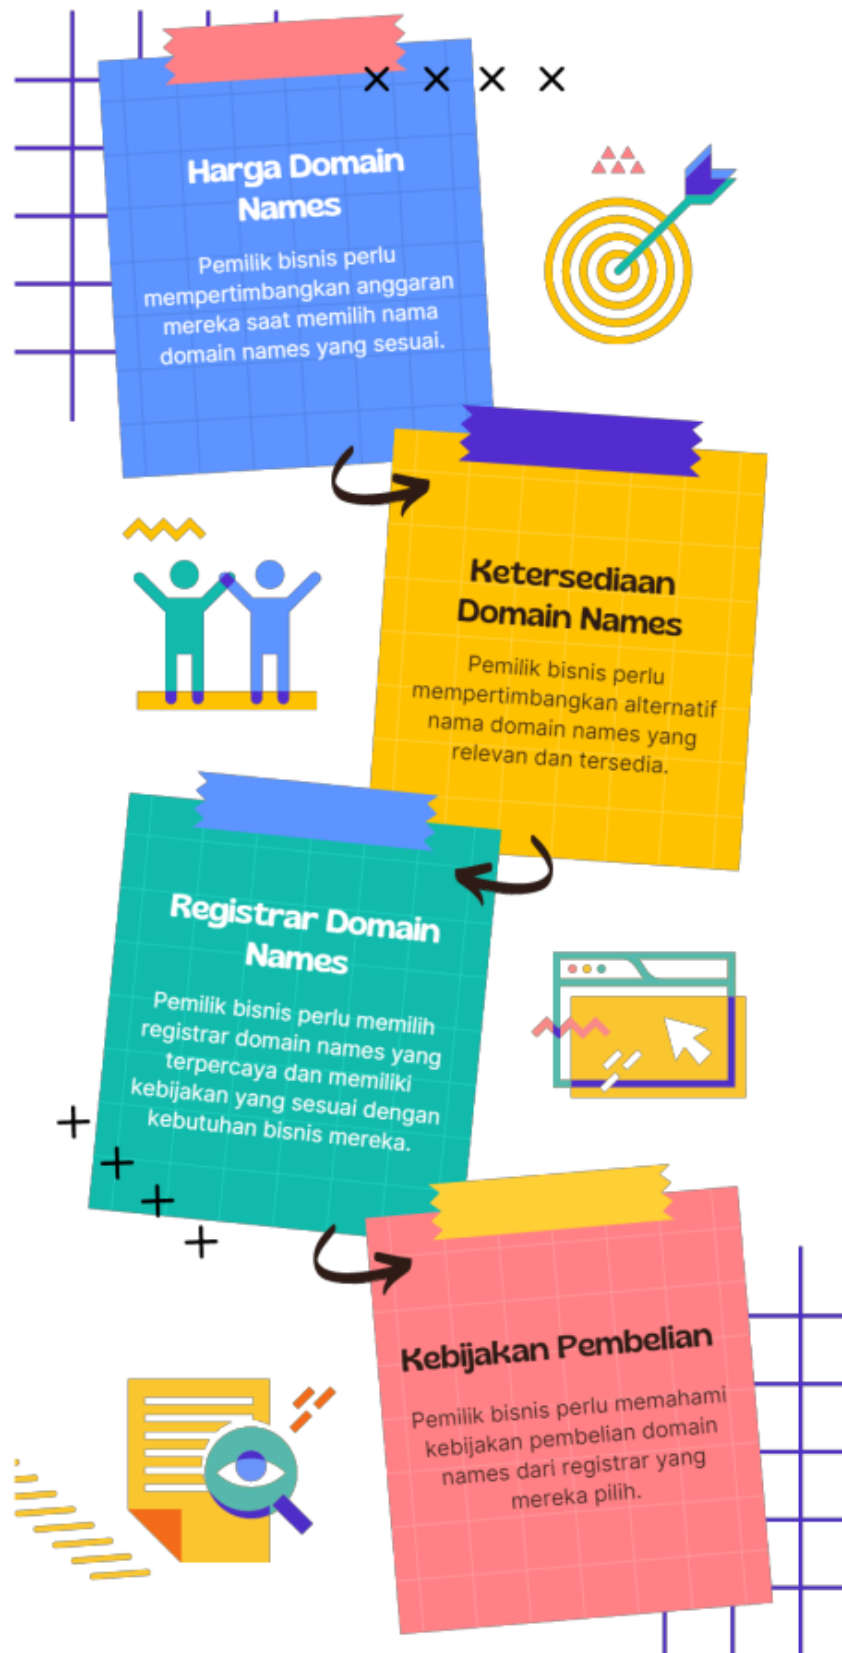 Harga Domain
Names
Pemilik bisnis perlu
mempertimbangkan anggaran
mereka saat memilih nama
domain names yang sesuai.
Ketersediaan
Domain Names
Pemilik bisnis perlu
mempertimbangkan alternatif
nama domain names yang
relevan dan tersedia.
Registrar Domain
Names
Pemilik bisnis perlu memilih
registrar domain names yang
terpercaya dan memiliki
kebijakan yang sesuai dengan
kebutuhan bisnis mereka.
Kebijakan Pembelian
Pemilik bisnis perlu memahami
kebijakan pembelian domain
names dari registrar yang
mereka pilih.